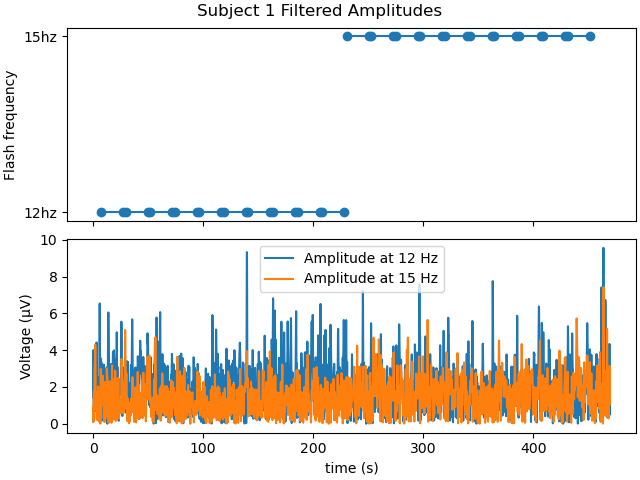 Subject 1 Filtered Amplitudes
15hz
Flash frequency
12hz
10
Amplitude at 12 Hz
Amplitude at 15 Hz
8
6
Voltage (μV)
4
2
0
0 100 200 300 400
time (s)